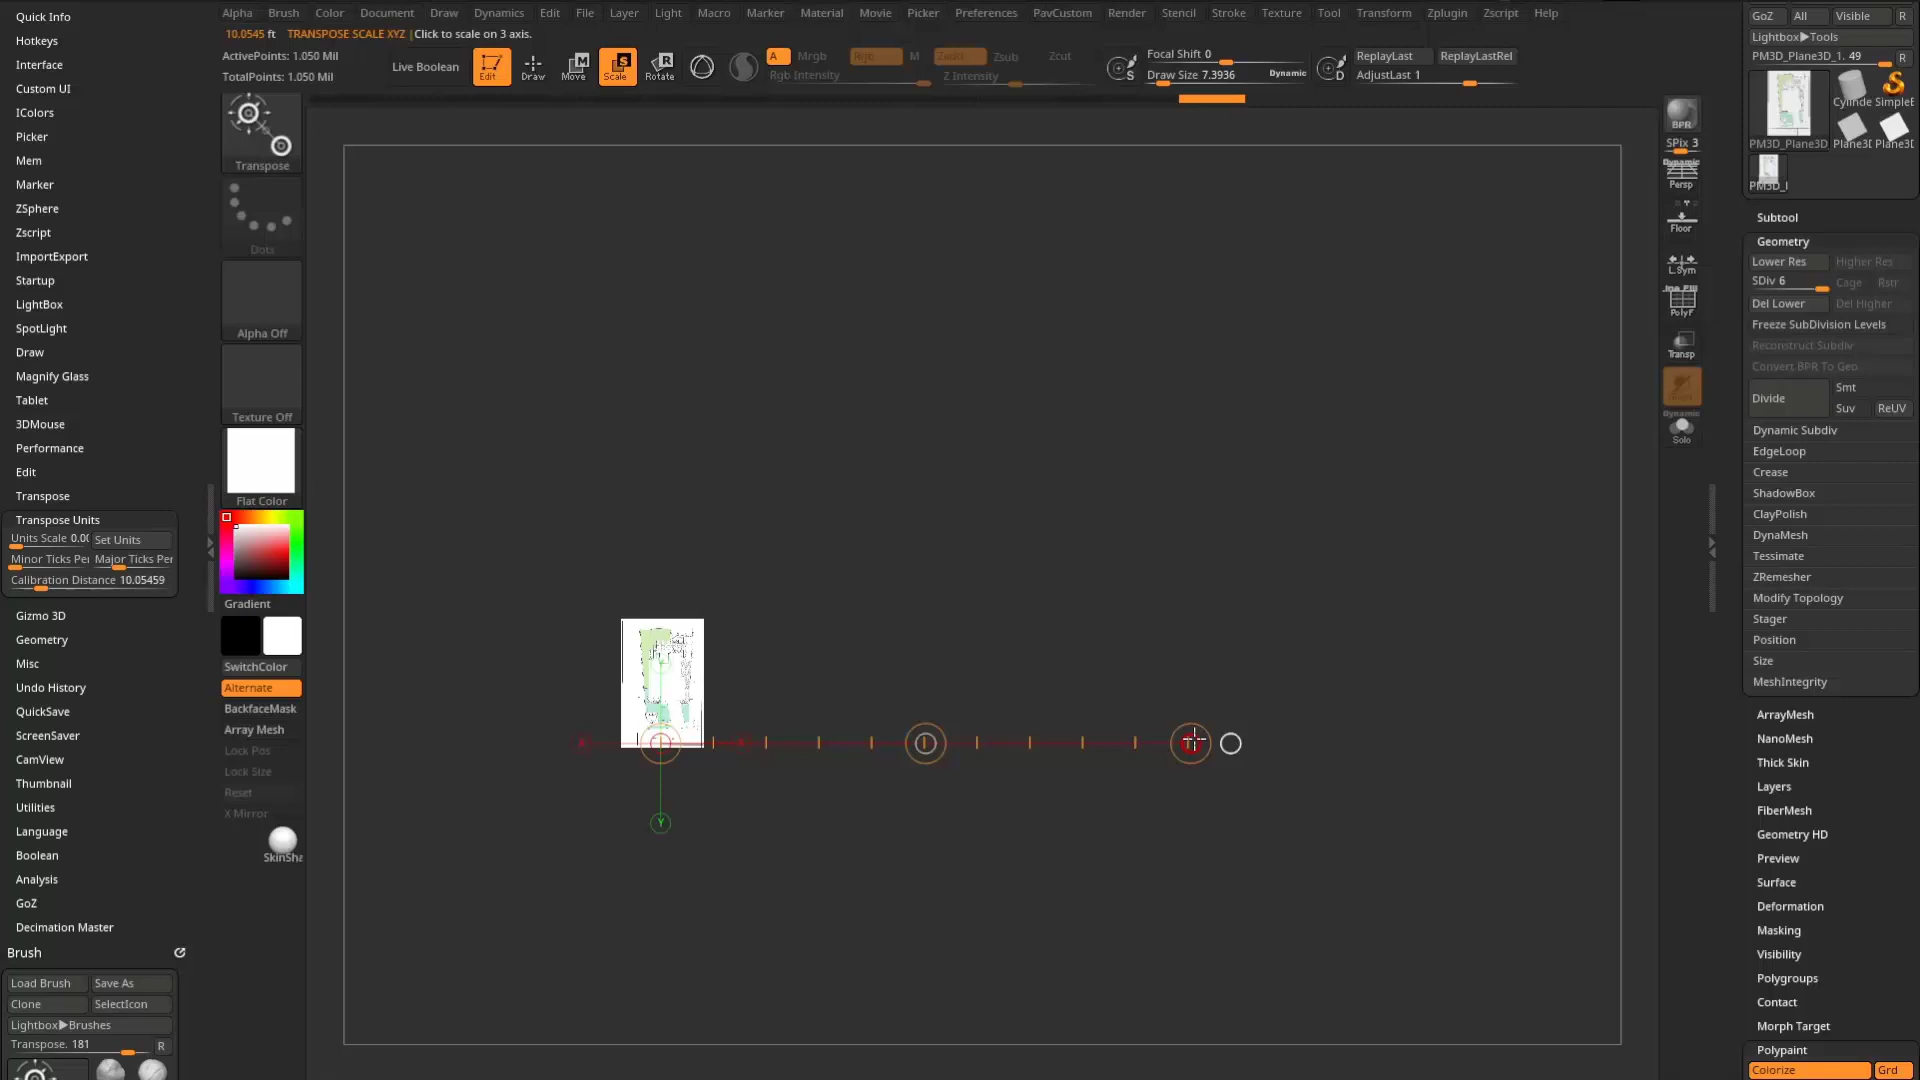 Quick Info
Hotkeys
Interface
Custom UI
IColors
Picker
Mem
Marker
ZSphere
Zscript
ImportExport
Startup
LightBox
SpotLight
Draw
Magnify Glass
Tablet
3DMouse
Performance
Edit
Transpose
Transpose Units
Units Scale 0.00 Set Units
Minor Ticks Per Major Ticks Per
Calibration Distance 10.05459
Gizmo 3D
Geometry
Misc
Undo History
QuickSave
ScreenSaver
CamView
Thumbnail
Utilities
Language
Boolean
Analysis
GoZ
Decimation Master
Brush
Load Brush Save As
Clone SelectIcon
Lightbox▶Brushes
Transpose. 181 R
Alpha Brush Color Document Draw Dynamics Edit File Layer Light Macro Marker Material Movie Picker Preferences PavCustom Render Stencil Stroke Texture Tool Transform Zplugin Zscript Help
10.0545 ft TRANSPOSE SCALE XYZ | Click to scale on 3 axis.
ActivePoints: 1.050 Mil
TotalPoints: 1.050 Mil
Live Boolean
Edit Draw Move Scale Rotate
A Mrgb Rgb M Zadd Zsub Zcut
Rgb Intensity Z Intensity
Focal Shift 0
Draw Size 7.3936 Dynamic
S D
ReplayLast ReplayLastRel
AdjustLast 1
Transpose
Dots
Alpha Off
Texture Off
Flat Color
Gradient
SwitchColor
Alternate
BackfaceMask
Array Mesh
Lock Pos
Lock Size
Reset
X Mirror
SkinSha
Y
BPR
SPix 3
Dynamic
Persp
Floor
L.Sym
Line Fill
PolyF
Transp
Dynamic
Solo
GoZ All Visible R
Lightbox▶Tools
PM3D_Plane3D_1. 49 R
Cylinde SimpleB
PM3D_Plane3D Plane3D Plane3D
PM3D_I
Subtool
Geometry
Lower Res Higher Res
SDiv 6 Cage Rstr
Del Lower Del Higher
Freeze SubDivision Levels
Reconstruct Subdiv
Convert BPR To Geo
Divide Smt
Suv ReUV
Dynamic Subdiv
EdgeLoop
Crease
ShadowBox
ClayPolish
DynaMesh
Tessimate
ZRemesher
Modify Topology
Stager
Position
Size
MeshIntegrity
ArrayMesh
NanoMesh
Thick Skin
Layers
FiberMesh
Geometry HD
Preview
Surface
Deformation
Masking
Visibility
Polygroups
Contact
Morph Target
Polypaint
Colorize Grd